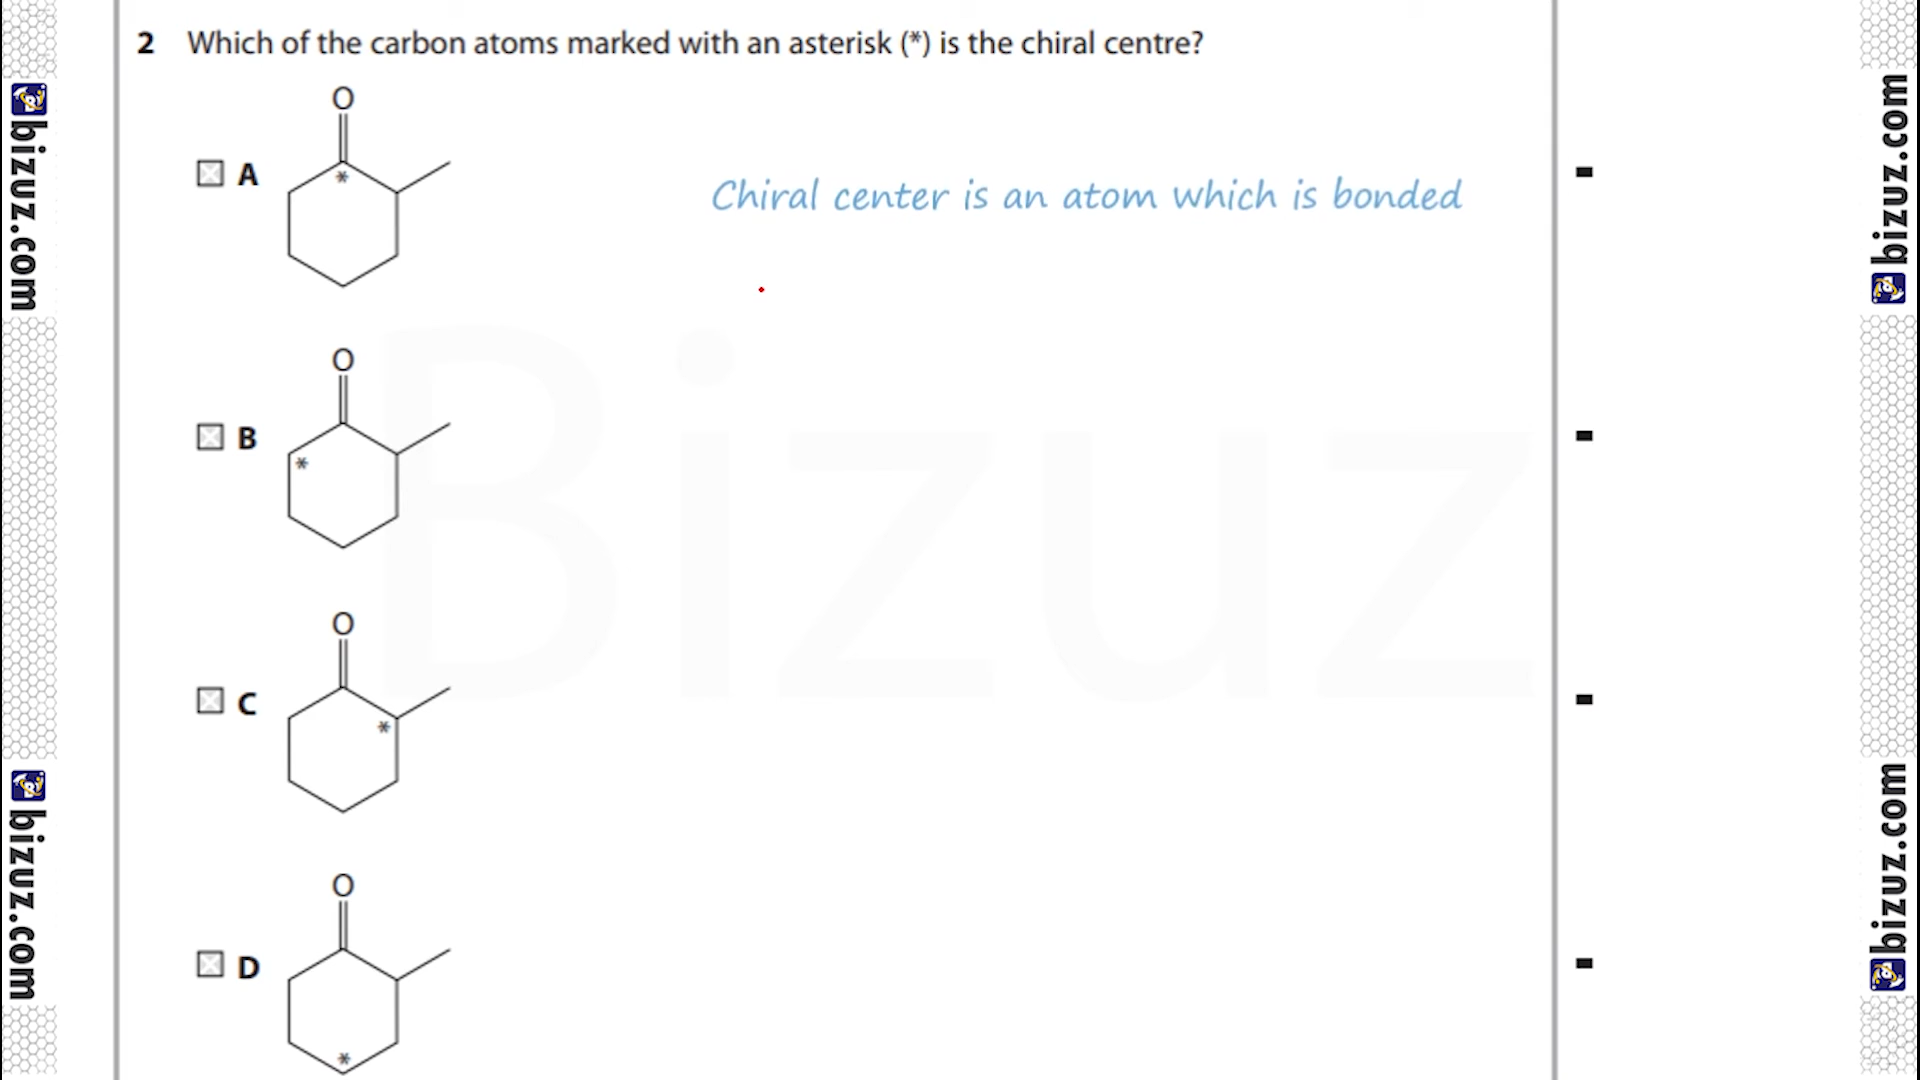 2 Which of the carbon atoms marked with an asterisk (*) is the chiral centre?
O
A
*
Chiral center is an atom which is bonded
O
B
*
O
C
*
O
D
*
Bizuz
bizuz.com
bizuz.com
bizuz.com
bizuz.com